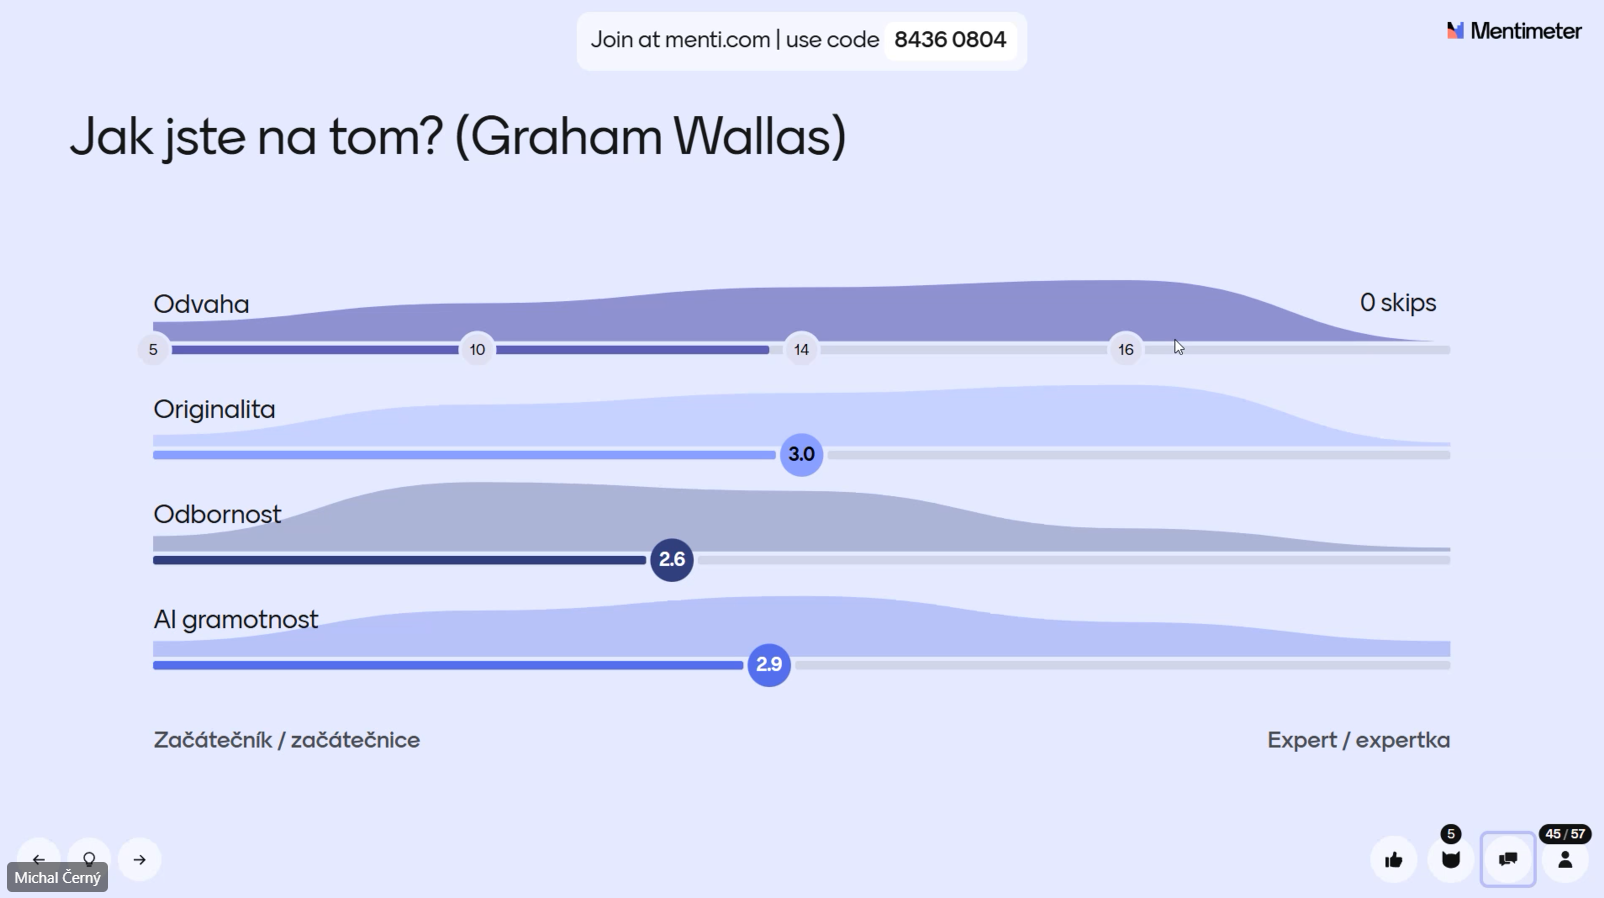 Join at menti.com | use code 8436 0804
Mentimeter
Jak jste na tom? (Graham Wallas)
Odvaha
0 skips
5 10 14 16
Originalita
3.0
Odbornost
2.6
AI gramotnost
2.9
Začátečník / začátečnice
Expert / expertka
5
45 / 57
Michal Černý